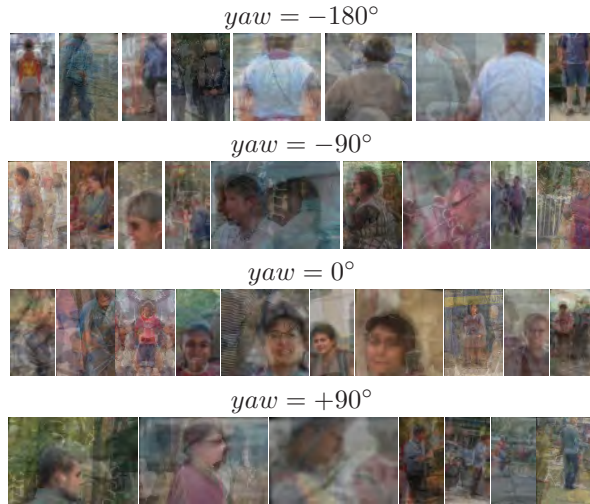 yaw = −180°
yaw = −90°
yaw = 0°
yaw = +90°